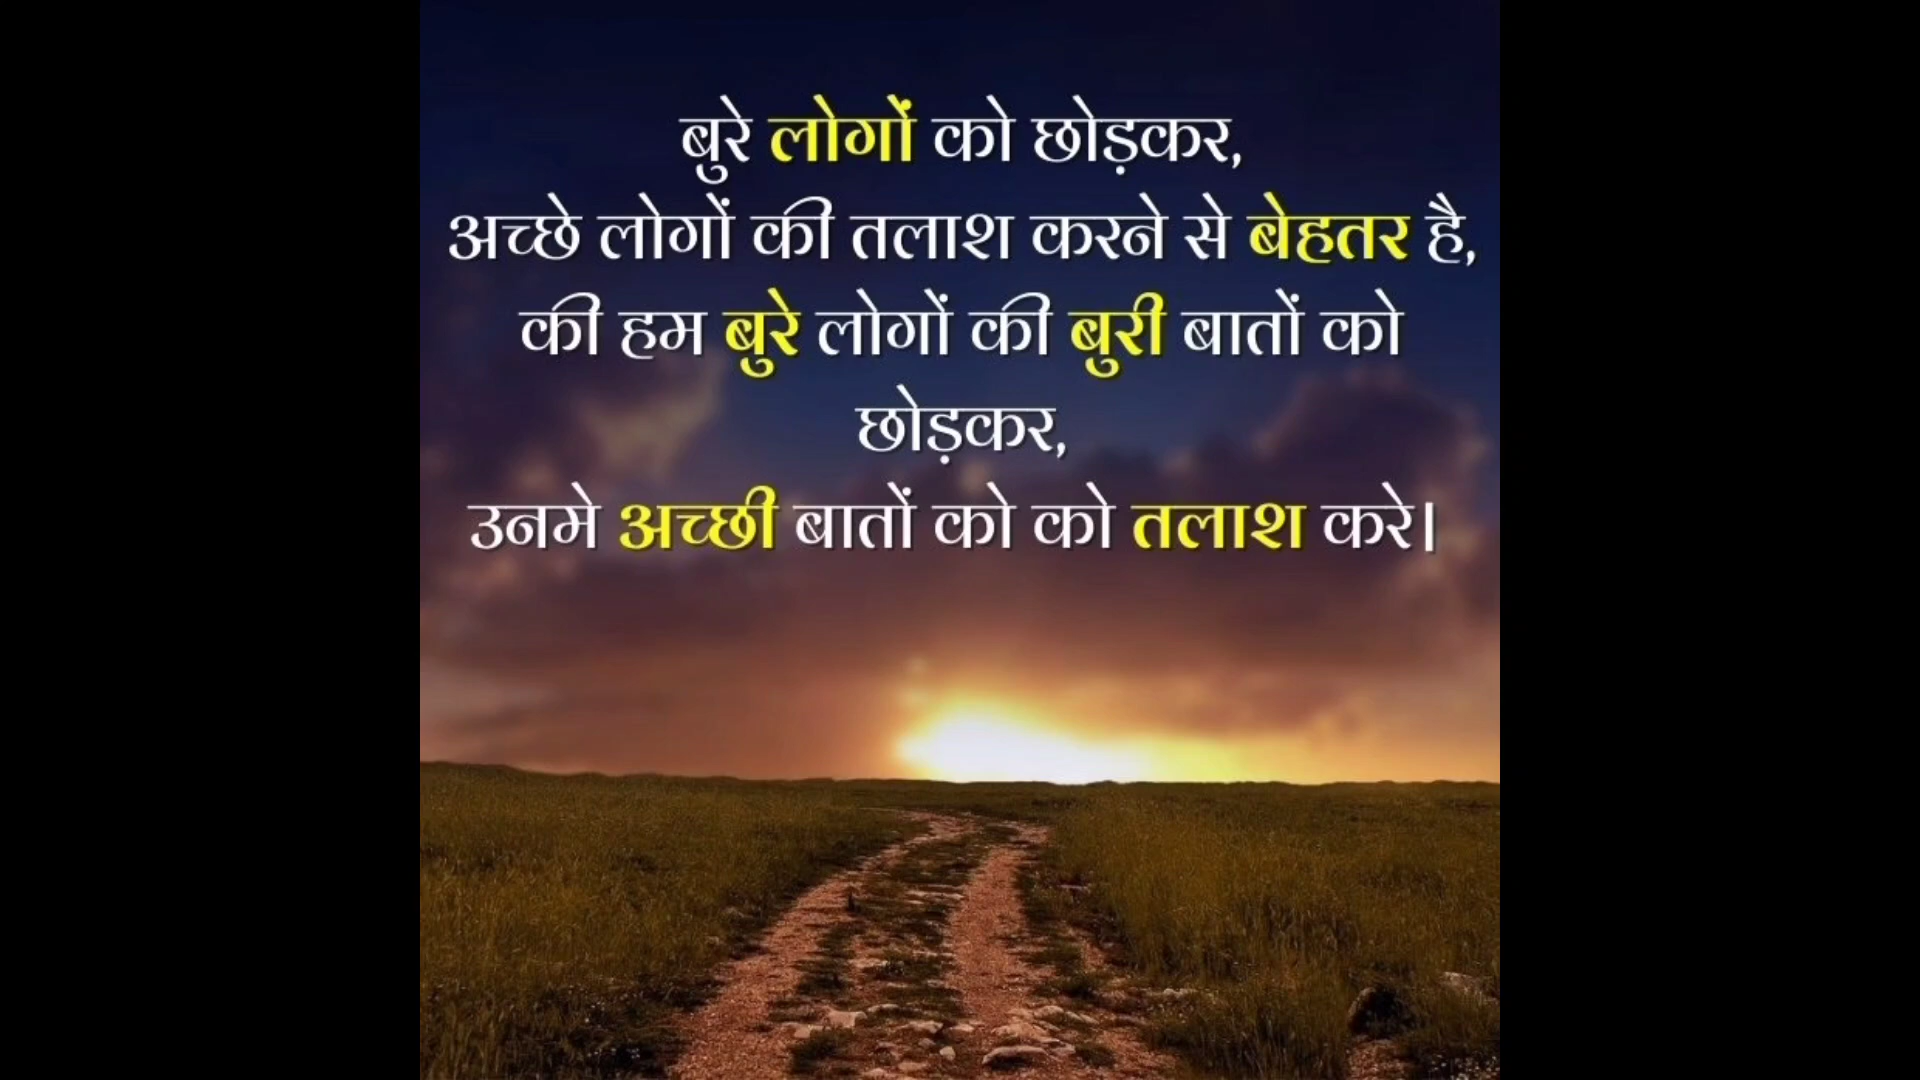 बुरे लोगों को छोड़कर,
अच्छे लोगों की तलाश करने से बेहतर है,
की हम बुरे लोगों की बुरी बातों को
छोड़कर,
उनमे अच्छी बातों को को तलाश करे।